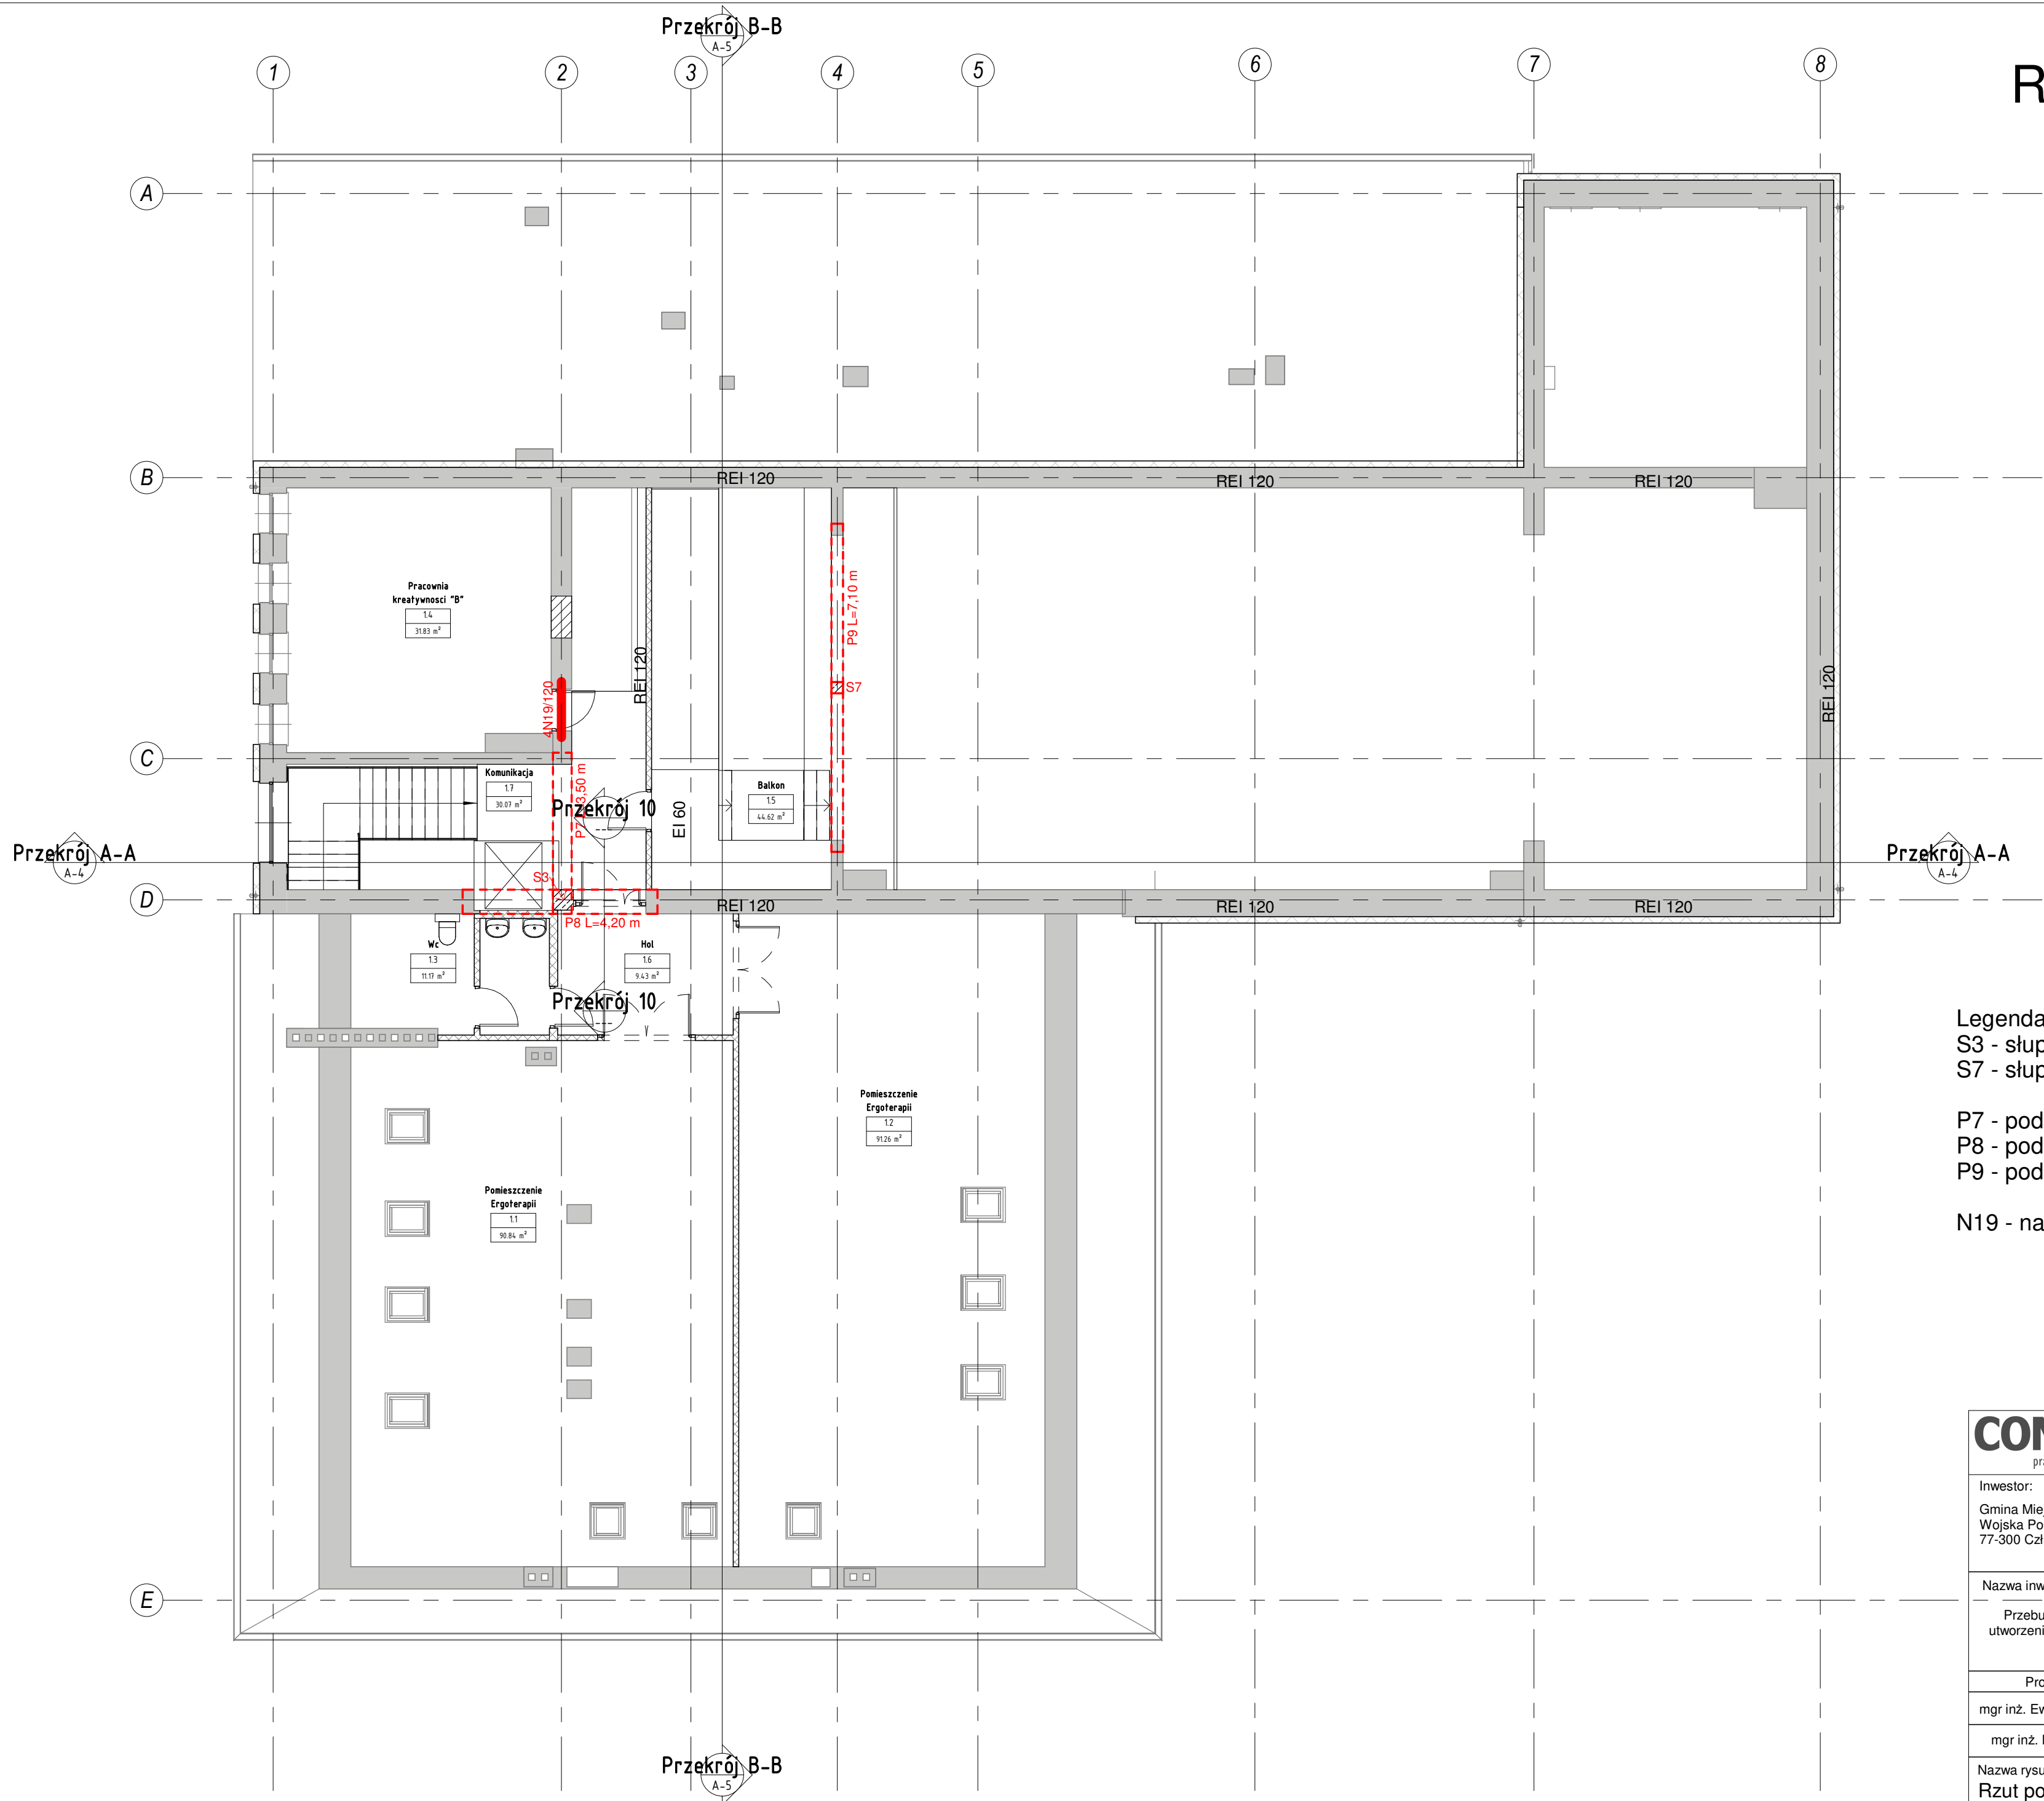 Przekrój B-B
A-5
1
2
3
4
5
6
7
8
R
A
B
REI 120
REI 120
REI 120
Pracownia
kreatywnosci "B"
1.4
31.83 m²
P9 L=7,10 m
REI 120
S7
REI 120
4N19/120
C
Komunikacja
1.7
30.07 m²
P7 L=3,50 m
Przekrój 10
EI 60
Balkon
1.5
44.62 m²
Przekrój A-A
A-4
Przekrój A-A
A-4
S3
D
REI 120
REI 120
REI 120
P8 L=4,20 m
Wc
1.3
11.17 m²
Hol
1.6
9.43 m²
Przekrój 10
Legenda
S3 - słup
S7 - słup
P7 - pod
P8 - pod
P9 - pod
N19 - na
Pomieszczenie
Ergoterapii
1.2
91.26 m²
Pomieszczenie
Ergoterapii
1.1
90.84 m²
E
Inwestor:
Gmina Mie
Wojska Po
77-300 Czł
Nazwa inw
Przebu
utworzeni
Pro
mgr inż. Ew
mgr inż.
Nazwa rysu
Rzut po
Przekrój B-B
A-5